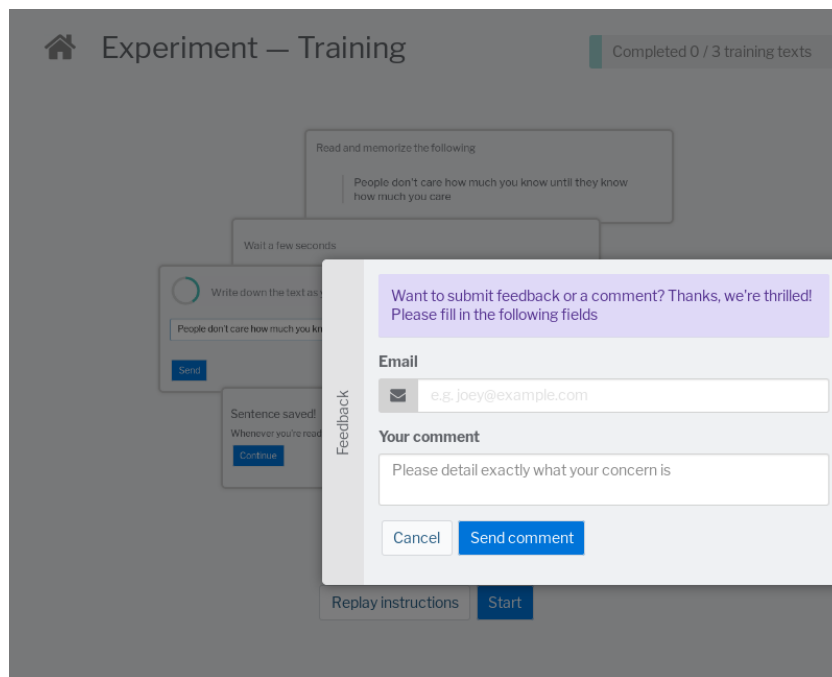 Experiment — Training
Completed 0 / 3 training texts
Read and memorize the following
People don't care how much you know until they know
how much you care
Wait a few seconds
Write down the text as
People don't care how much you kn
Send
Sentence saved!
Whenever you're read
Continue
Feedback
Want to submit feedback or a comment? Thanks, we're thrilled!
Please fill in the following fields
Email
e.g. joey@example.com
Your comment
Please detail exactly what your concern is
Cancel
Send comment
Replay instructions
Start